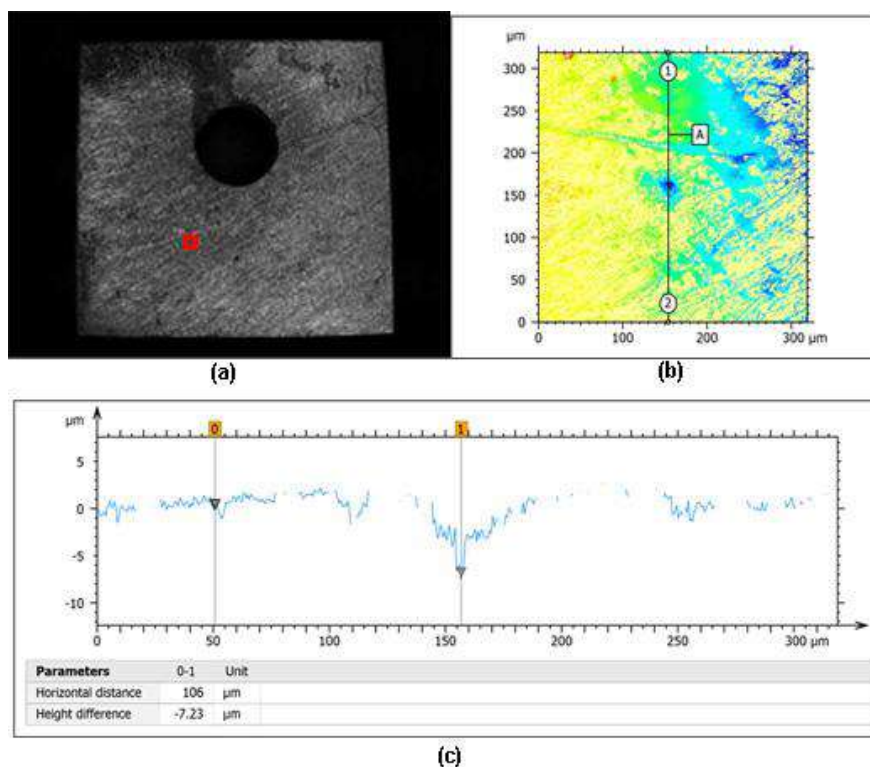 µm
300
250
200
150
100
50
0
1
A
2
0 100 200 300 µm
(a)
(b)
µm
0
1
5
0
-5
-10
0 50 100 150 200 250 300 µm
Parameters 0-1 Unit
Horizontal distance 106 µm
Height difference -7.23 µm
(c)